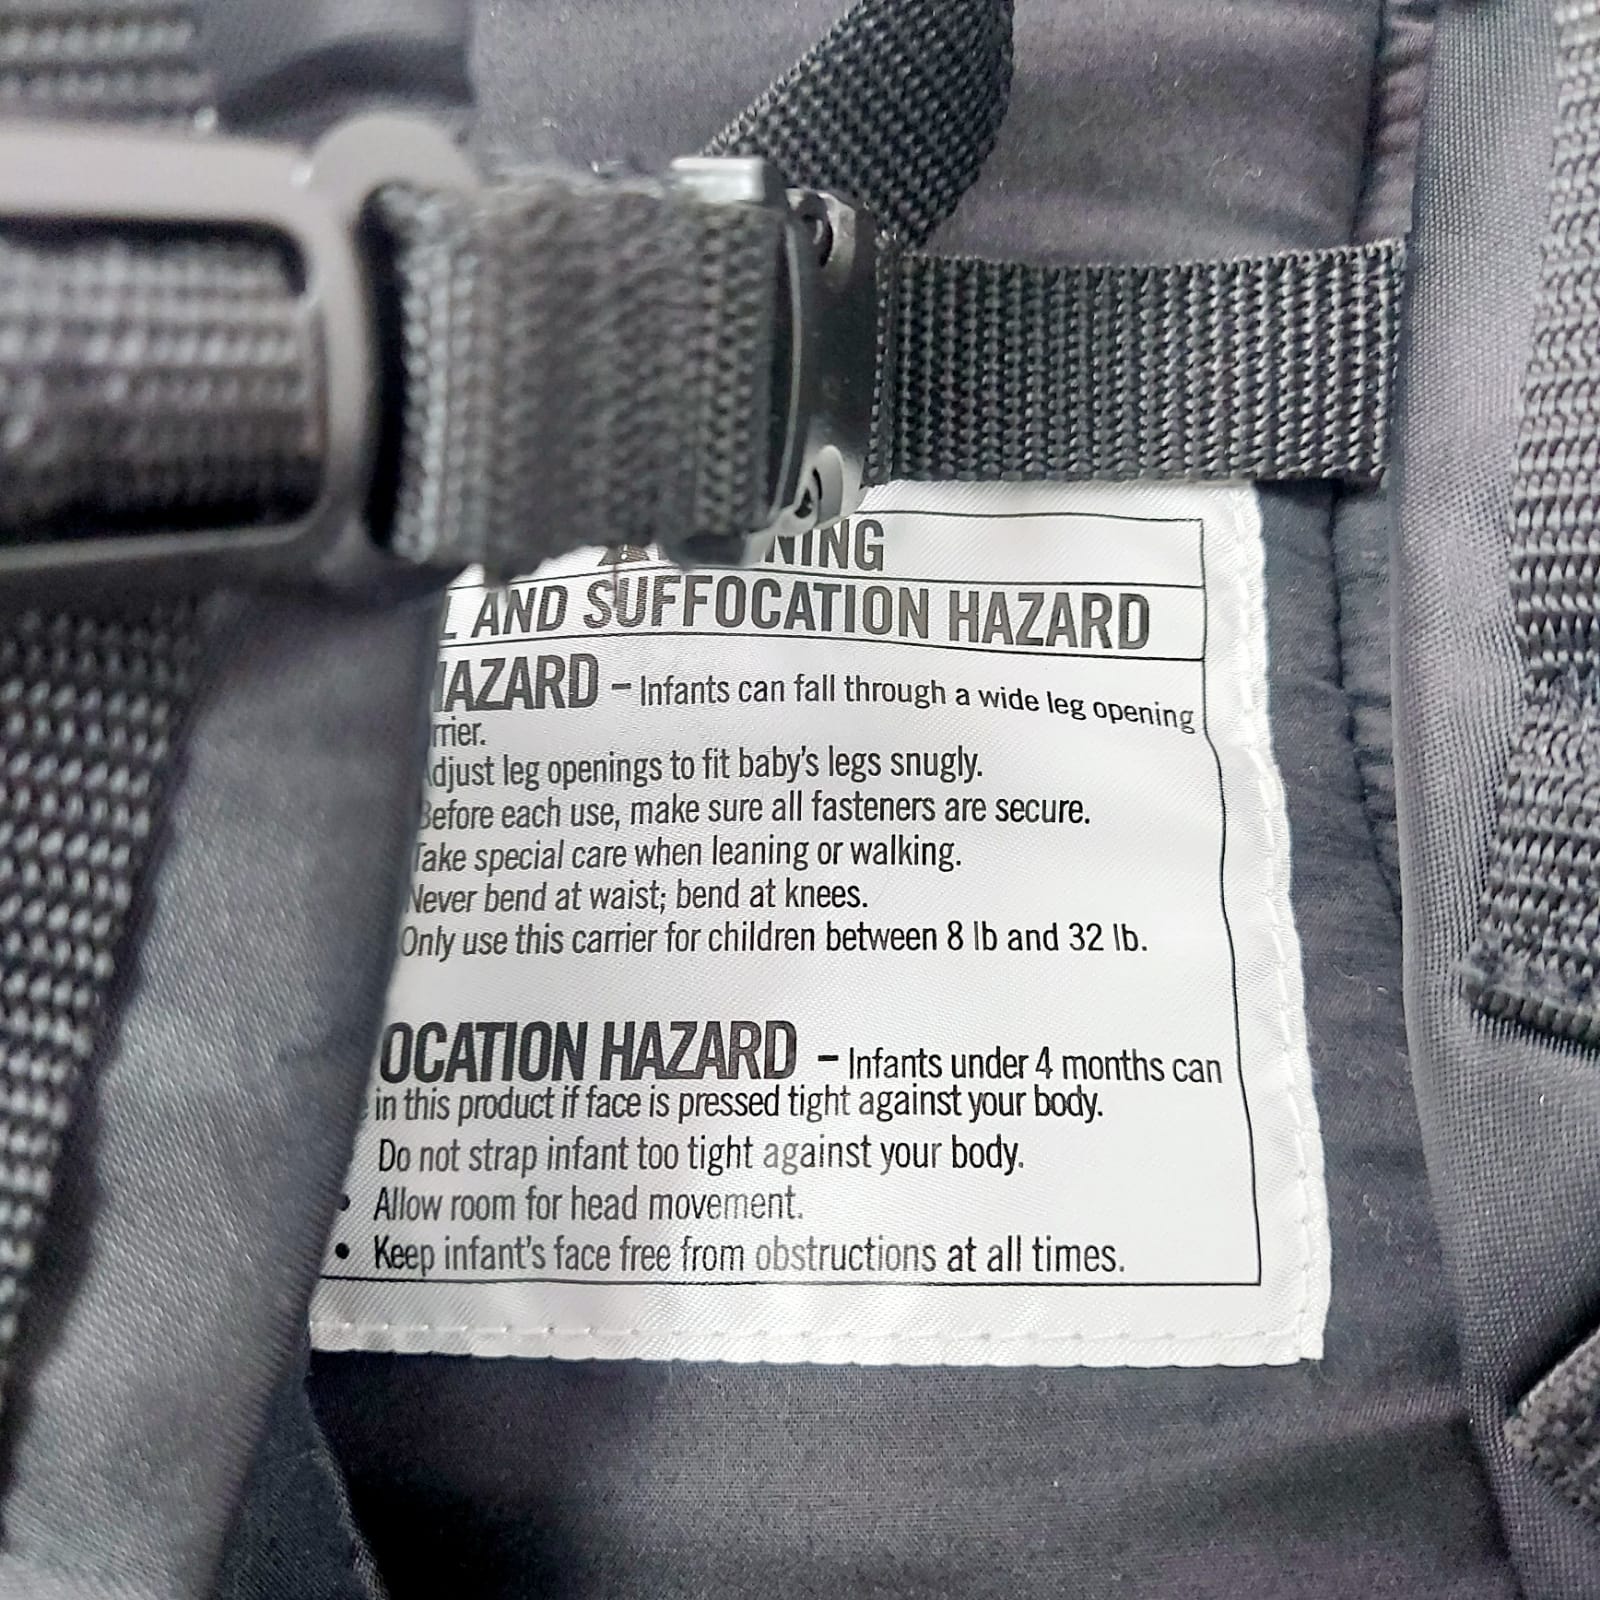 NING
AND SUFFOCATION HAZARD
HAZARD – Infants can fall through a wide leg opening
rrier.
Adjust leg openings to fit baby's legs snugly.
Before each use, make sure all fasteners are secure.
Take special care when leaning or walking.
Never bend at waist; bend at knees.
Only use this carrier for children between 8 lb and 32 lb.
OCATION HAZARD – Infants under 4 months can
in this product if face is pressed tight against your body.
Do not strap infant too tight against your body.
• Allow room for head movement.
• Keep infant's face free from obstructions at all times.